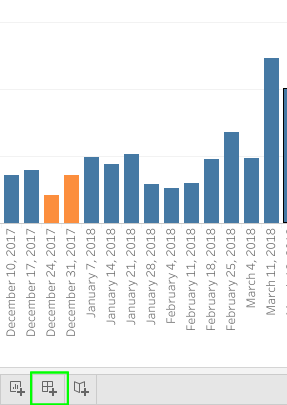 December 10, 2017
December 17, 2017
December 24, 2017
December 31, 2017
January 7, 2018
January 14, 2018
January 21, 2018
January 28, 2018
February 4, 2018
February 11, 2018
February 18, 2018
February 25, 2018
March 4, 2018
March 11, 2018